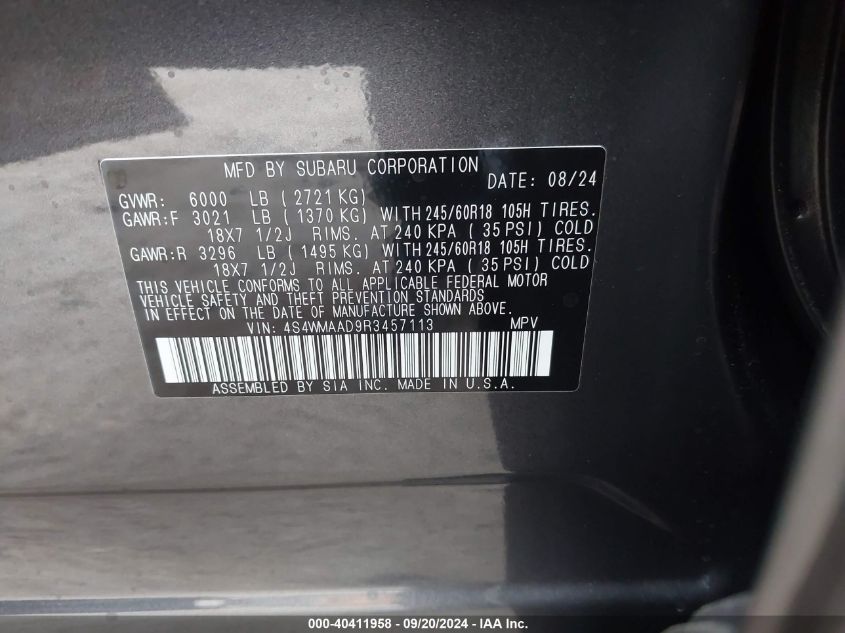 MFD BY SUBARU CORPORATION
DATE: 08/24
GVWR: 6000 LB ( 2721 KG)
GAWR:F 3021 LB ( 1370 KG) WITH 245/60R18 105H TIRES.
18X7 1/2J RIMS. AT 240 KPA ( 35 PSI) COLD
GAWR:R 3296 LB ( 1495 KG) WITH 245/60R18 105H TIRES.
18X7 1/2J RIMS. AT 240 KPA ( 35 PSI) COLD
THIS VEHICLE CONFORMS TO ALL APPLICABLE FEDERAL MOTOR
VEHICLE SAFETY AND THEFT PREVENTION STANDARDS
IN EFFECT ON THE DATE OF MANUFACTURE SHOWN ABOVE.
VIN: 4S4WMAAD9R3457113 MPV
ASSEMBLED BY SIA INC. MADE IN U.S.A.
000-40411958 - 09/20/2024 - IAA Inc.